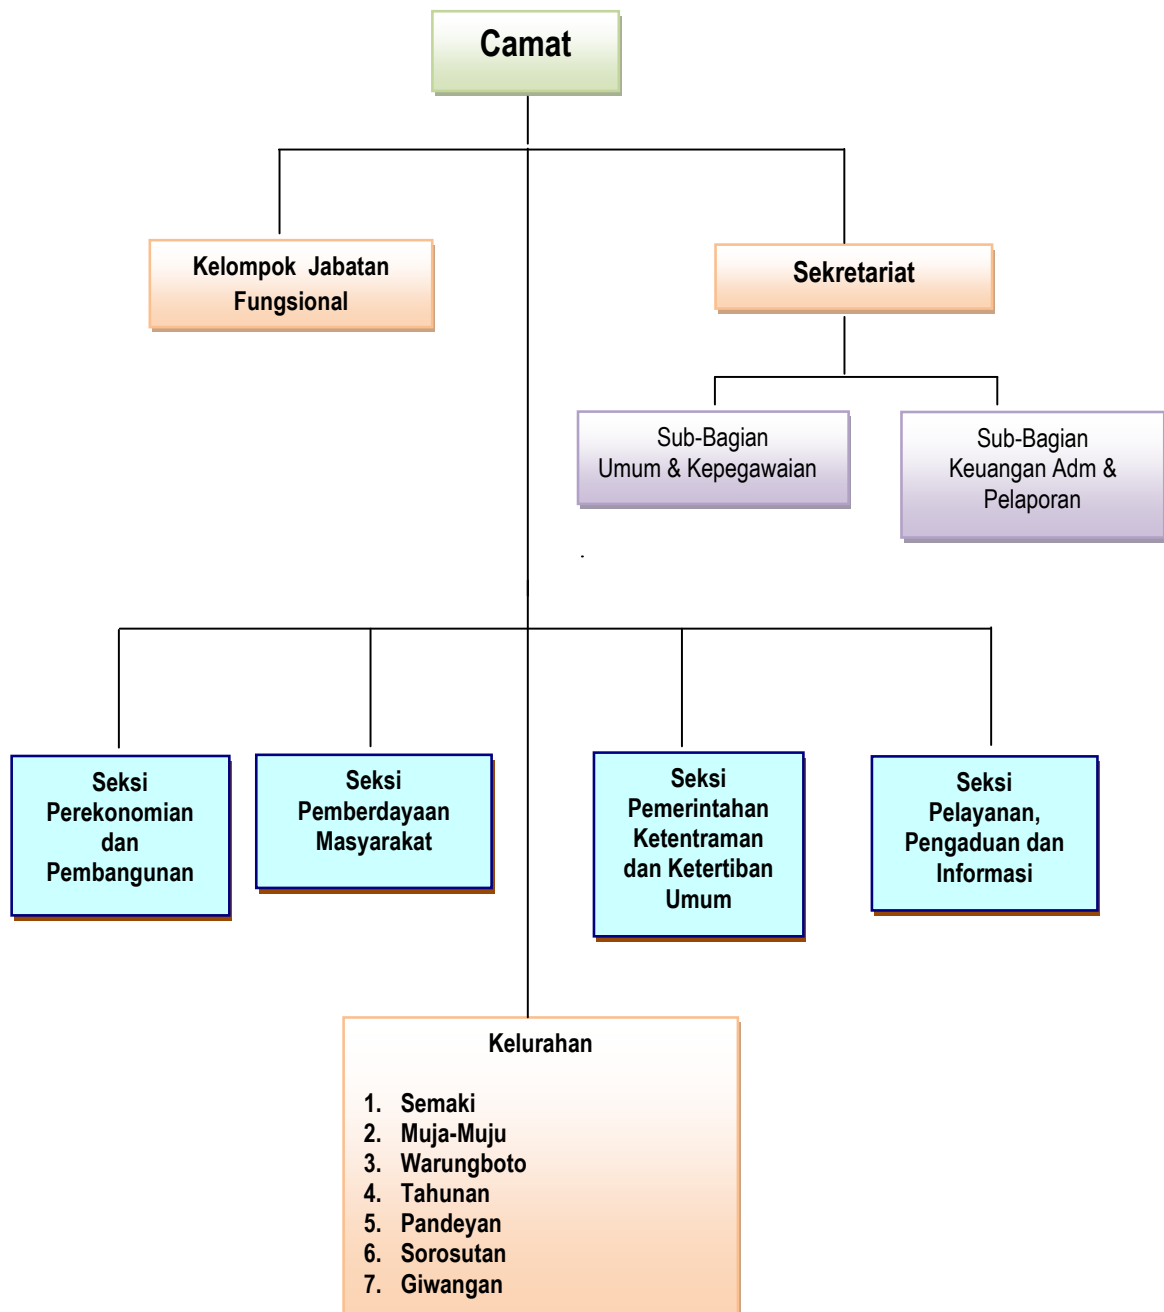 Camat
Kelompok Jabatan
Fungsional
Sekretariat
Sub-Bagian
Umum & Kepegawaian
Sub-Bagian
Keuangan Adm &
Pelaporan
.
Seksi
Perekonomian
dan
Pembangunan
Seksi
Pemberdayaan
Masyarakat
Seksi
Pemerintahan
Ketentraman
dan Ketertiban
Umum
Seksi
Pelayanan,
Pengaduan dan
Informasi
Kelurahan
1. Semaki
2. Muja-Muju
3. Warungboto
4. Tahunan
5. Pandeyan
6. Sorosutan
7. Giwangan